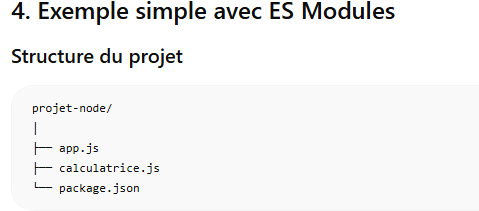 4. Exemple simple avec ES Modules
Structure du projet
projet-node/
│
├── app.js
├── calculatrice.js
└── package.json